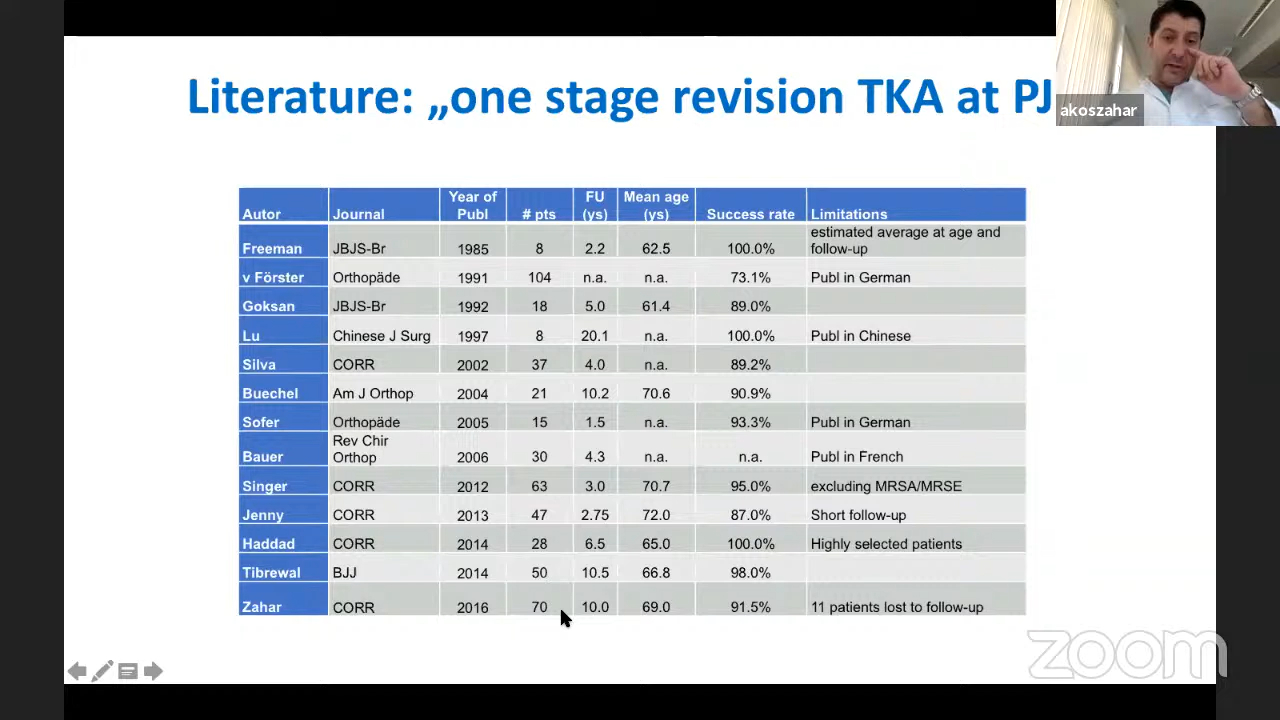 akoszahar
Literature: „one stage revision TKA at PJ
Autor Journal Year of Publ # pts FU (ys) Mean age (ys) Success rate Limitations
Freeman JBJS-Br 1985 8 2.2 62.5 100.0% estimated average at age and follow-up
v Förster Orthopäde 1991 104 n.a. n.a. 73.1% Publ in German
Goksan JBJS-Br 1992 18 5.0 61.4 89.0%
Lu Chinese J Surg 1997 8 20.1 n.a. 100.0% Publ in Chinese
Silva CORR 2002 37 4.0 n.a. 89.2%
Buechel Am J Orthop 2004 21 10.2 70.6 90.9%
Sofer Orthopäde 2005 15 1.5 n.a. 93.3% Publ in German
Bauer Rev Chir Orthop 2006 30 4.3 n.a. n.a. Publ in French
Singer CORR 2012 63 3.0 70.7 95.0% excluding MRSA/MRSE
Jenny CORR 2013 47 2.75 72.0 87.0% Short follow-up
Haddad CORR 2014 28 6.5 65.0 100.0% Highly selected patients
Tibrewal BJJ 2014 50 10.5 66.8 98.0%
Zahar CORR 2016 70 10.0 69.0 91.5% 11 patients lost to follow-up
zoom